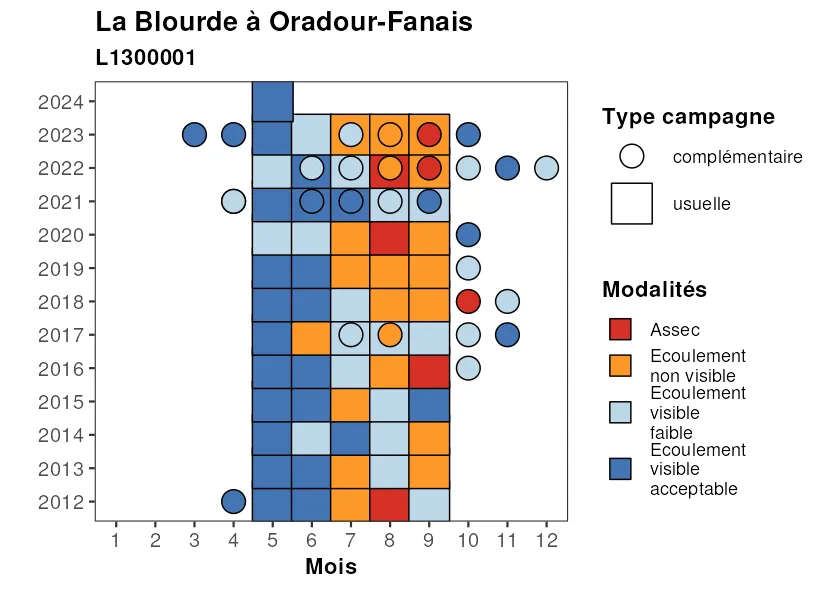 La Blourde à Oradour-Fanais
L1300001
2024
2023
2022
2021
2020
2019
2018
2017
2016
2015
2014
2013
2012
1 2 3 4 5 6 7 8 9 10 11 12
Mois
Type campagne
complémentaire
usuelle
Modalités
Assec
Ecoulement
non visible
Ecoulement
visible
faible
Ecoulement
visible
acceptable